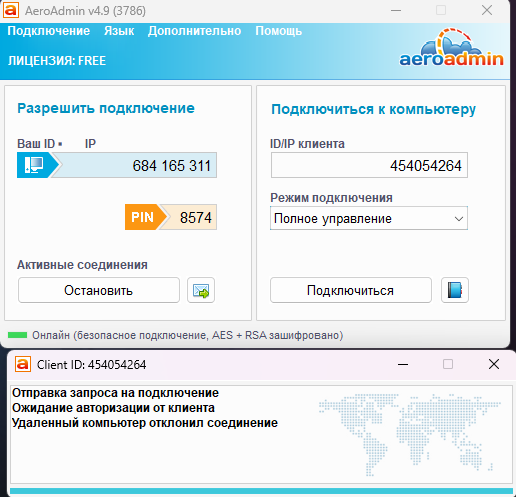 AeroAdmin v4.9 (3786)
Подключение Язык Дополнительно Помощь
ЛИЦЕНЗИЯ: FREE
aeroadmin
Разрешить подключение
Ваш ID IP
684 165 311
PIN 8574
Активные соединения
Остановить
Подключиться к компьютеру
ID/IP клиента
454054264
Режим подключения
Полное управление
Подключиться
Онлайн (безопасное подключение, AES + RSA зашифровано)
Client ID: 454054264
Отправка запроса на подключение
Ожидание авторизации от клиента
Удаленный компьютер отклонил соединение